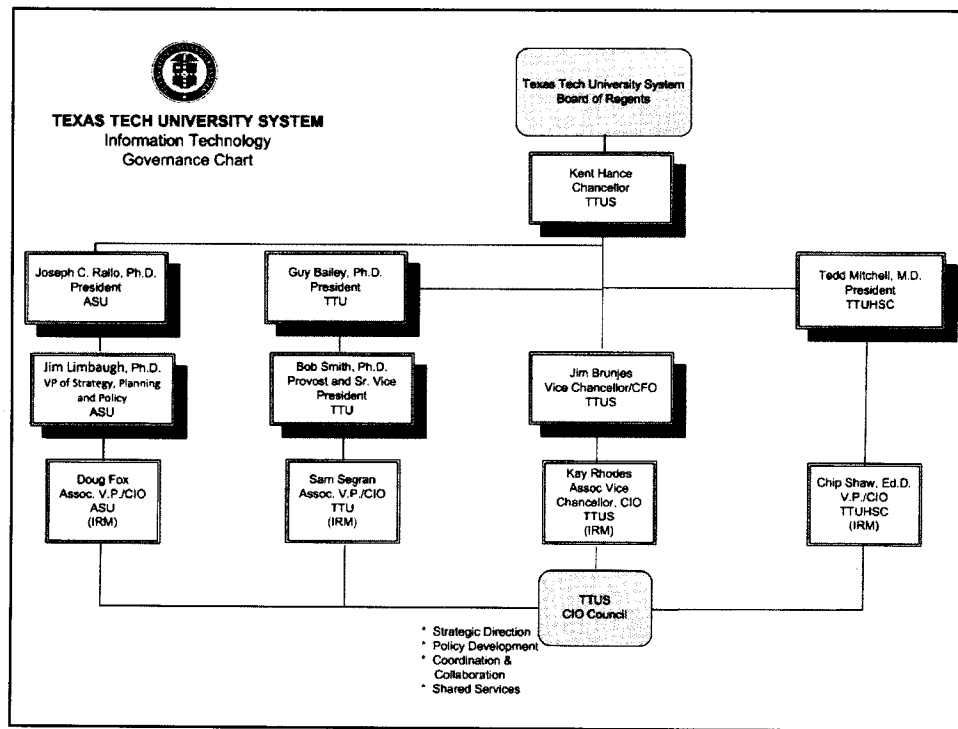 TEXAS TECH UNIVERSITY SYSTEM
Information Technology
Governance Chart
Texas Tech University System
Board of Regents
Kent Hance
Chancellor
TTUS
Joseph C. Rallo, Ph.D.
President
ASU
Guy Bailey, Ph.D.
President
TTU
Tedd Mitchell, M.D.
President
TTUHSC
Jim Limbaugh, Ph.D.
VP of Strategy, Planning
and Policy
ASU
Bob Smith, Ph.D.
Provost and Sr. Vice
President
TTU
Jim Brunjes
Vice Chancellor/CFO
TTUS
Doug Fox
Assoc. V.P./CIO
ASU
(IRM)
Sam Segran
Assoc. V.P./CIO
TTU
(IRM)
Kay Rhodes
Assoc Vice
Chancellor, CIO
TTUS
(IRM)
Chip Shaw, Ed.D.
V.P./CIO
TTUHSC
(IRM)
TTUS
CIO Council
* Strategic Direction
* Policy Development
* Coordination &
Collaboration
* Shared Services